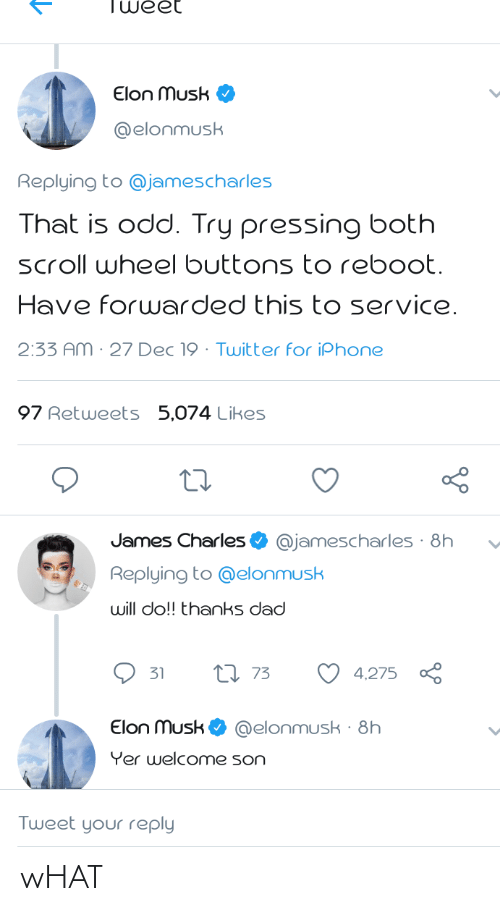 Tweet
Elon Musk
@elonmusk
Replying to @jamescharles
That is odd. Try pressing both
scroll wheel buttons to reboot.
Have forwarded this to service.
2:33 AM · 27 Dec 19 · Twitter for iPhone
97 Retweets 5,074 Likes
James Charles @jamescharles · 8h
Replying to @elonmusk
will do!! thanks dad
31 73 4,275
Elon Musk @elonmusk · 8h
Yer welcome son
Tweet your reply
wHAT